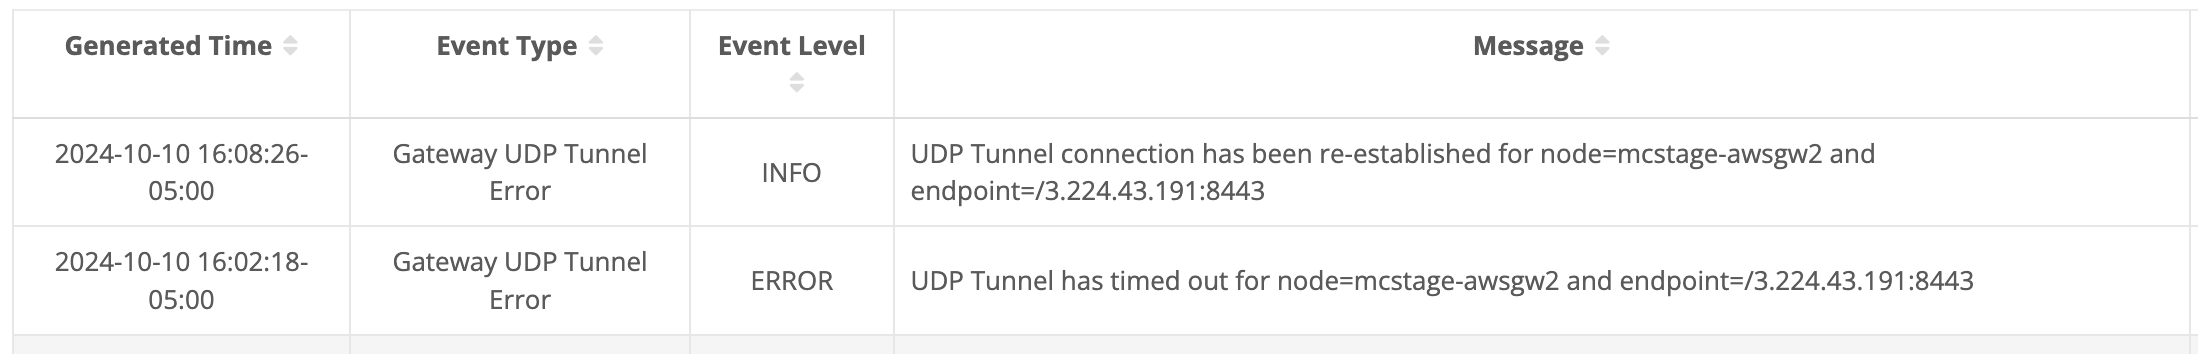 Generated Time
Event Type
Event Level
Message
2024-10-10 16:08:26-
05:00
Gateway UDP Tunnel
Error
INFO
UDP Tunnel connection has been re-established for node=mcstage-awsgw2 and
endpoint=/3.224.43.191:8443
2024-10-10 16:02:18-
05:00
Gateway UDP Tunnel
Error
ERROR
UDP Tunnel has timed out for node=mcstage-awsgw2 and endpoint=/3.224.43.191:8443